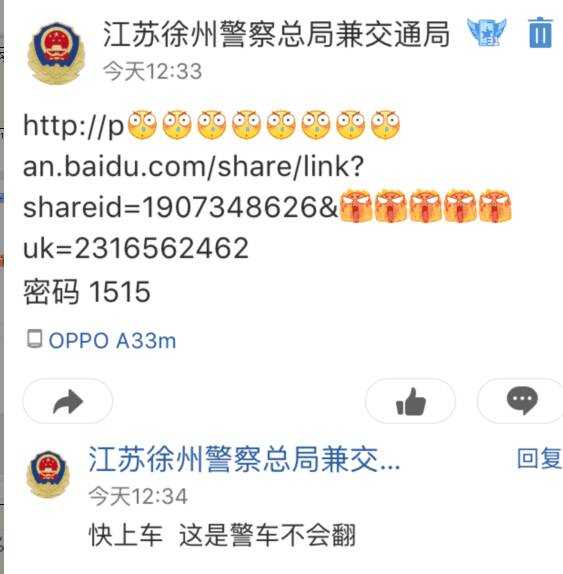 江苏徐州警察总局兼交通局
今天12:33
http://p
an.baidu.com/share/link?
shareid=1907348626&
uk=2316562462
密码 1515
OPPO A33m
江苏徐州警察总局兼交...
回复
今天12:34
快上车 这是警车不会翻